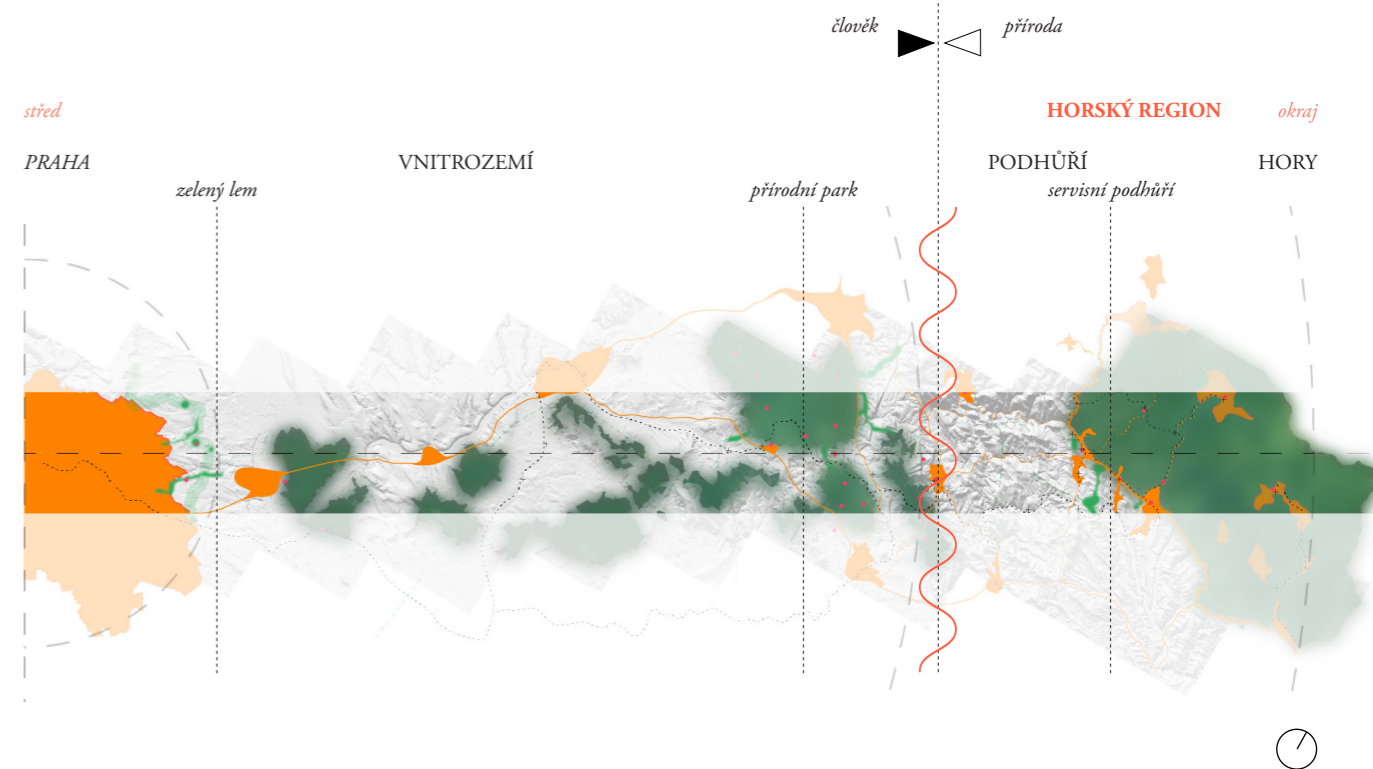 člověk příroda
střed HORSKÝ REGION okraj
PRAHA VNITROZEMÍ PODHŮŘÍ HORY
zelený lem přírodní park servisní podhůří